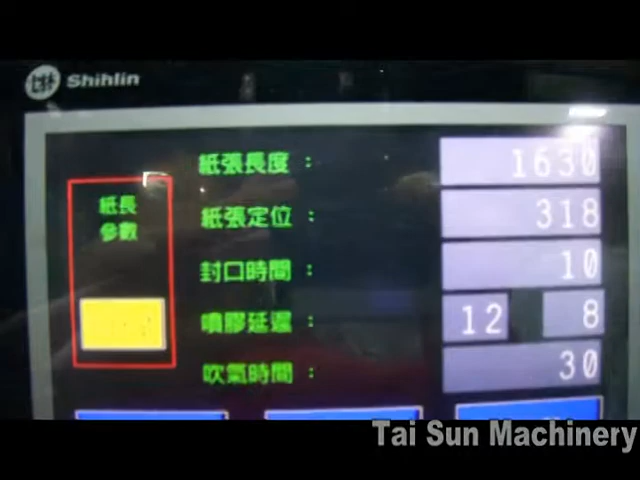 Shihlin
紙長
參數
紙張長度 : 1630
紙張定位 : 318
封口時間 : 10
噴膠延遲 : 12 8
吹氣時間 : 30
Tai Sun Machinery